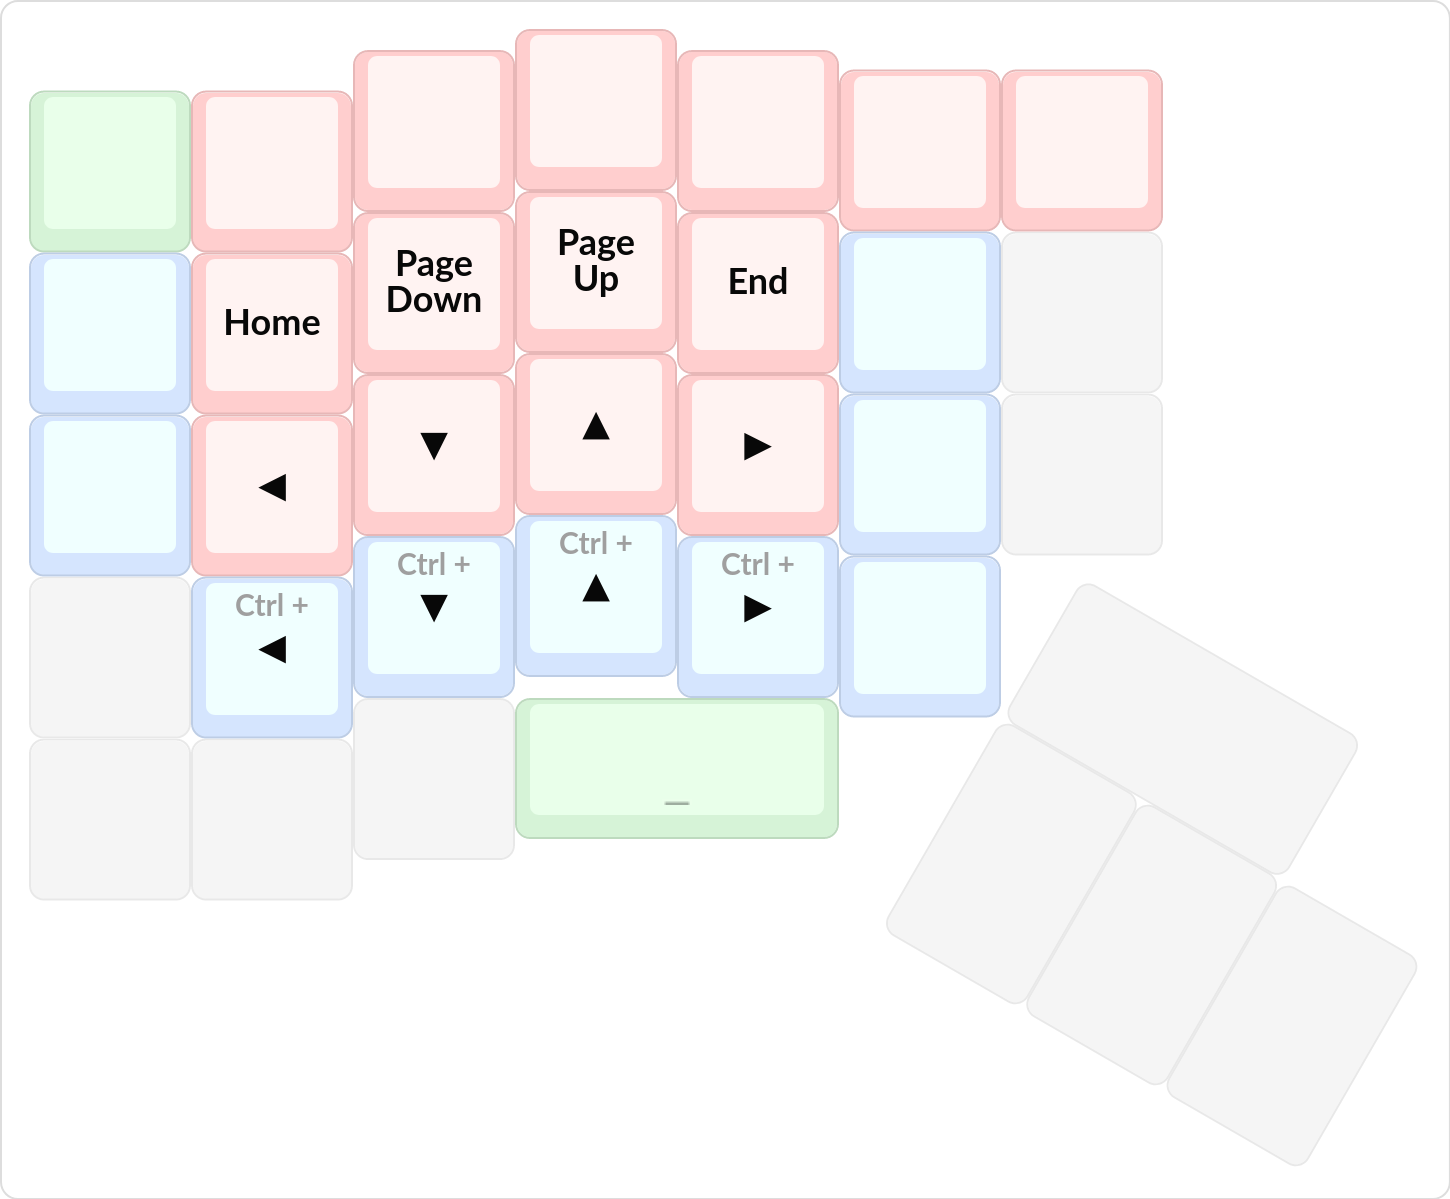 Page
Up
Page
Down
End
Home
▲
▼
►
◄
Ctrl +
▲
Ctrl +
▼
Ctrl +
►
Ctrl +
◄
_